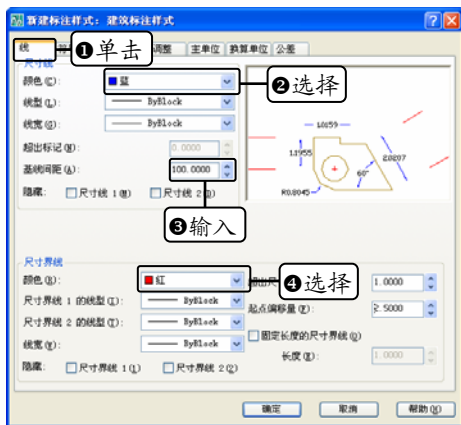 新建标注样式: 建筑标注样式
线
❶单击
调整 主单位 换算单位 公差
尺寸线
颜色(C): 蓝
❷选择
线型(L): ByBlock
线宽(G): ByBlock
超出标记(N): 0.0000
基线间距(A): 100.0000
隐藏: 尺寸线 1(M) 尺寸线 2(D)
❸输入
1.0159
1.1955
2.0207
60°
R0.8045
尺寸界线
颜色(R): 红
❹选择
1.0000
尺寸界线 1 的线型(I): ByBlock
起点偏移量(F): 2.5000
尺寸界线 2 的线型(T): ByBlock
固定长度的尺寸界线(O)
线宽(W): ByBlock
长度(E): 1.0000
隐藏: 尺寸界线 1(1) 尺寸界线 2(2)
确定 取消 帮助(H)